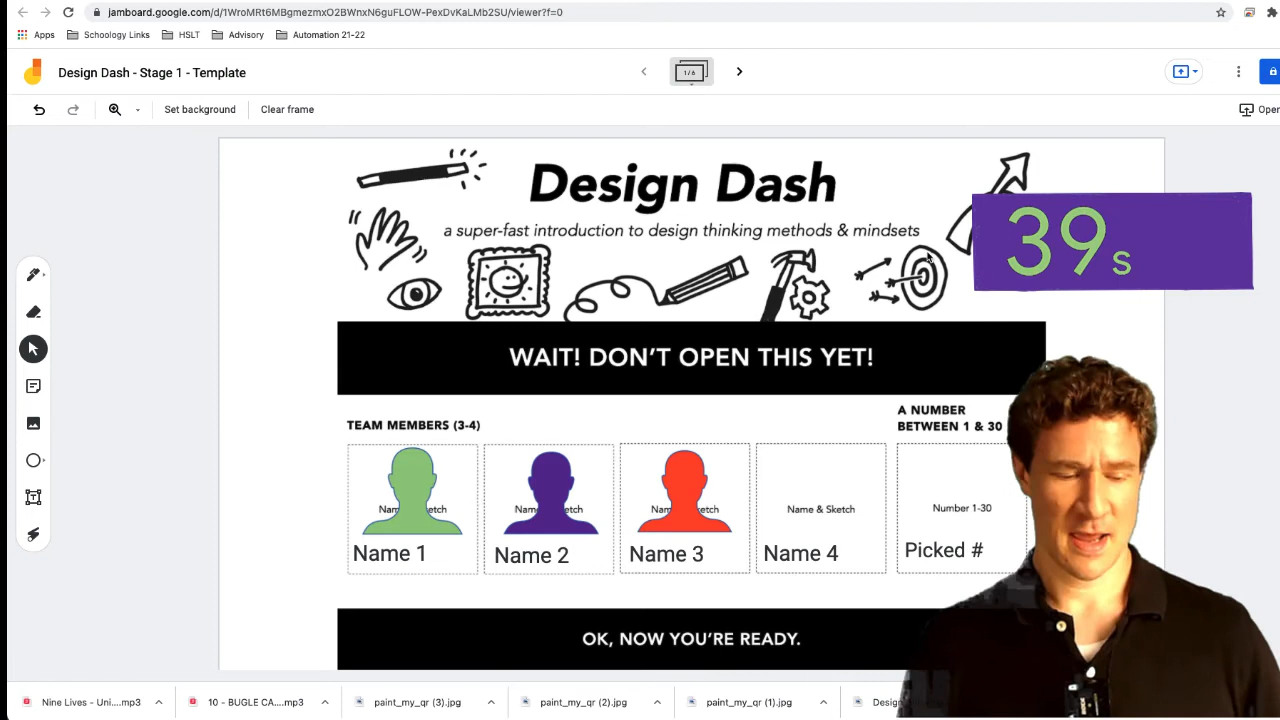 jamboard.google.com/d/1WroMRt6MBgmezmxO2BWnxN6guFLOW-PexDvKaLMb2SU/viewer?f=0
Apps Schoology Links HSLT Advisory Automation 21-22
Design Dash - Stage 1 - Template
1/6
Set background Clear frame
Open
Design Dash
a super-fast introduction to design thinking methods & mindsets
39s
WAIT! DON'T OPEN THIS YET!
TEAM MEMBERS (3-4)
A NUMBER
BETWEEN 1 & 30
Name & Sketch
Number 1-30
Name 1 Name 2 Name 3 Name 4 Picked #
OK, NOW YOU'RE READY.
Nine Lives - Uni....mp3 10 - BUGLE CA....mp3 paint_my_qr (3).jpg paint_my_qr (2).jpg paint_my_qr (1).jpg